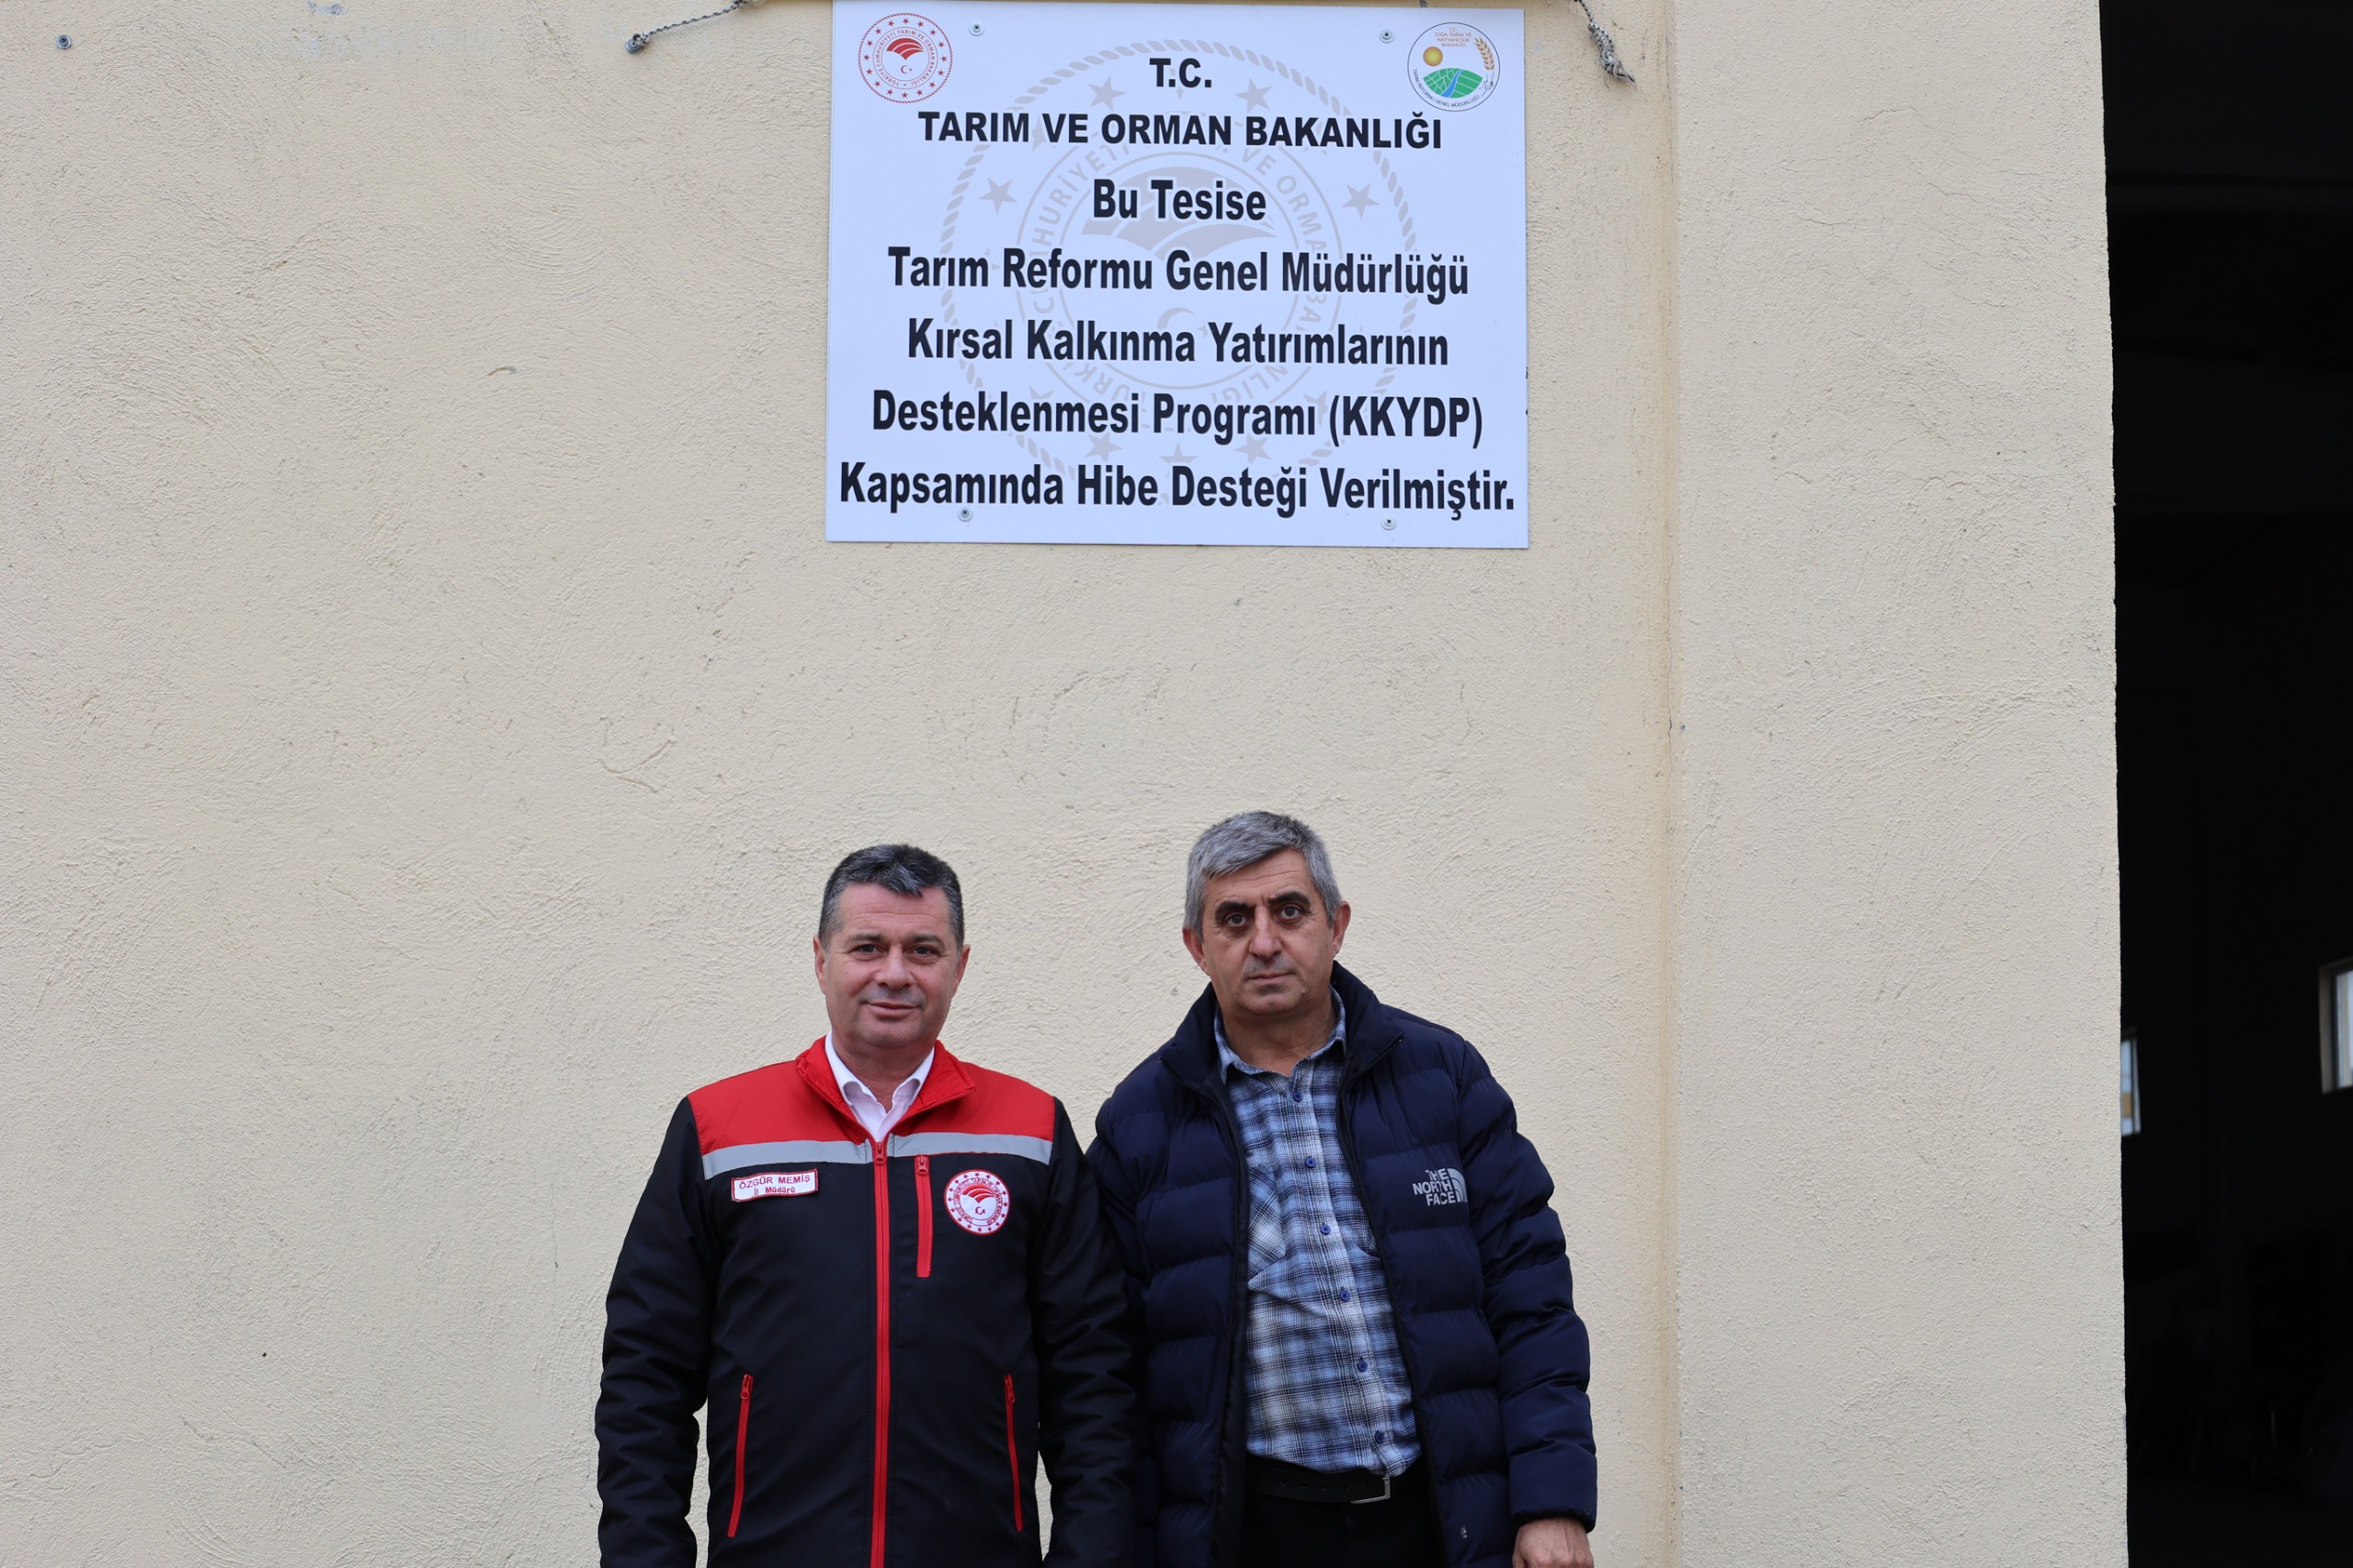 T.C.
TARIM VE ORMAN BAKANLIĞI
Bu Tesise
Tarım Reformu Genel Müdürlüğü
Kırsal Kalkınma Yatırımlarının
Desteklenmesi Programı (KKYDP)
Kapsamında Hibe Desteği Verilmiştir.
ÖZGÜR MEMİŞ
İl Müdürü
THE
NORTH
FACE